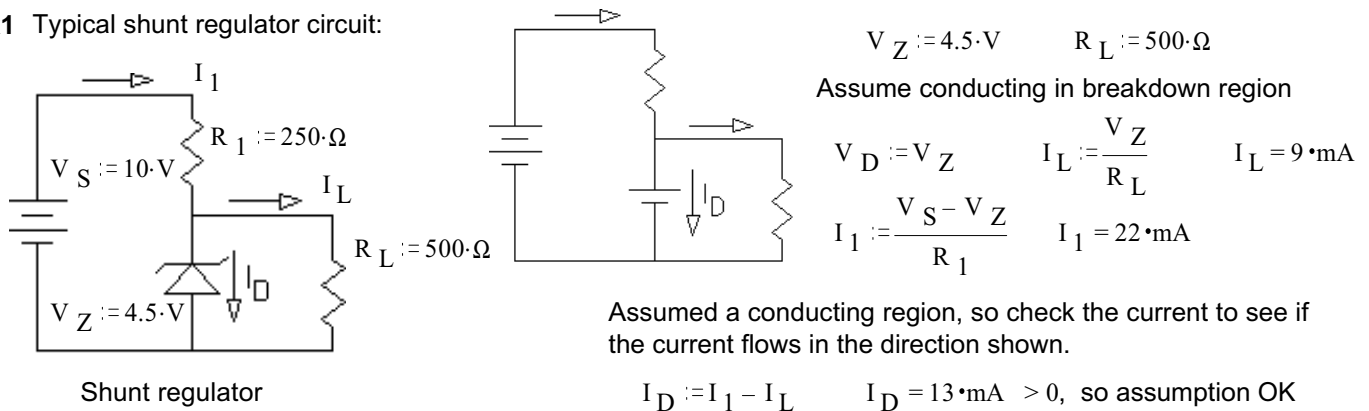 1 Typical shunt regulator circuit:
I 1
R 1 := 250·Ω
V S := 10·V
I L
R L := 500·Ω
I D
V Z := 4.5·V
Shunt regulator
I D
V Z := 4.5·V R L := 500·Ω
Assume conducting in breakdown region
V D := V Z I L := V Z / R L I L = 9 •mA
I 1 := V S − V Z / R 1 I 1 = 22 •mA
Assumed a conducting region, so check the current to see if
the current flows in the direction shown.
I D := I 1 − I L I D = 13 •mA > 0, so assumption OK